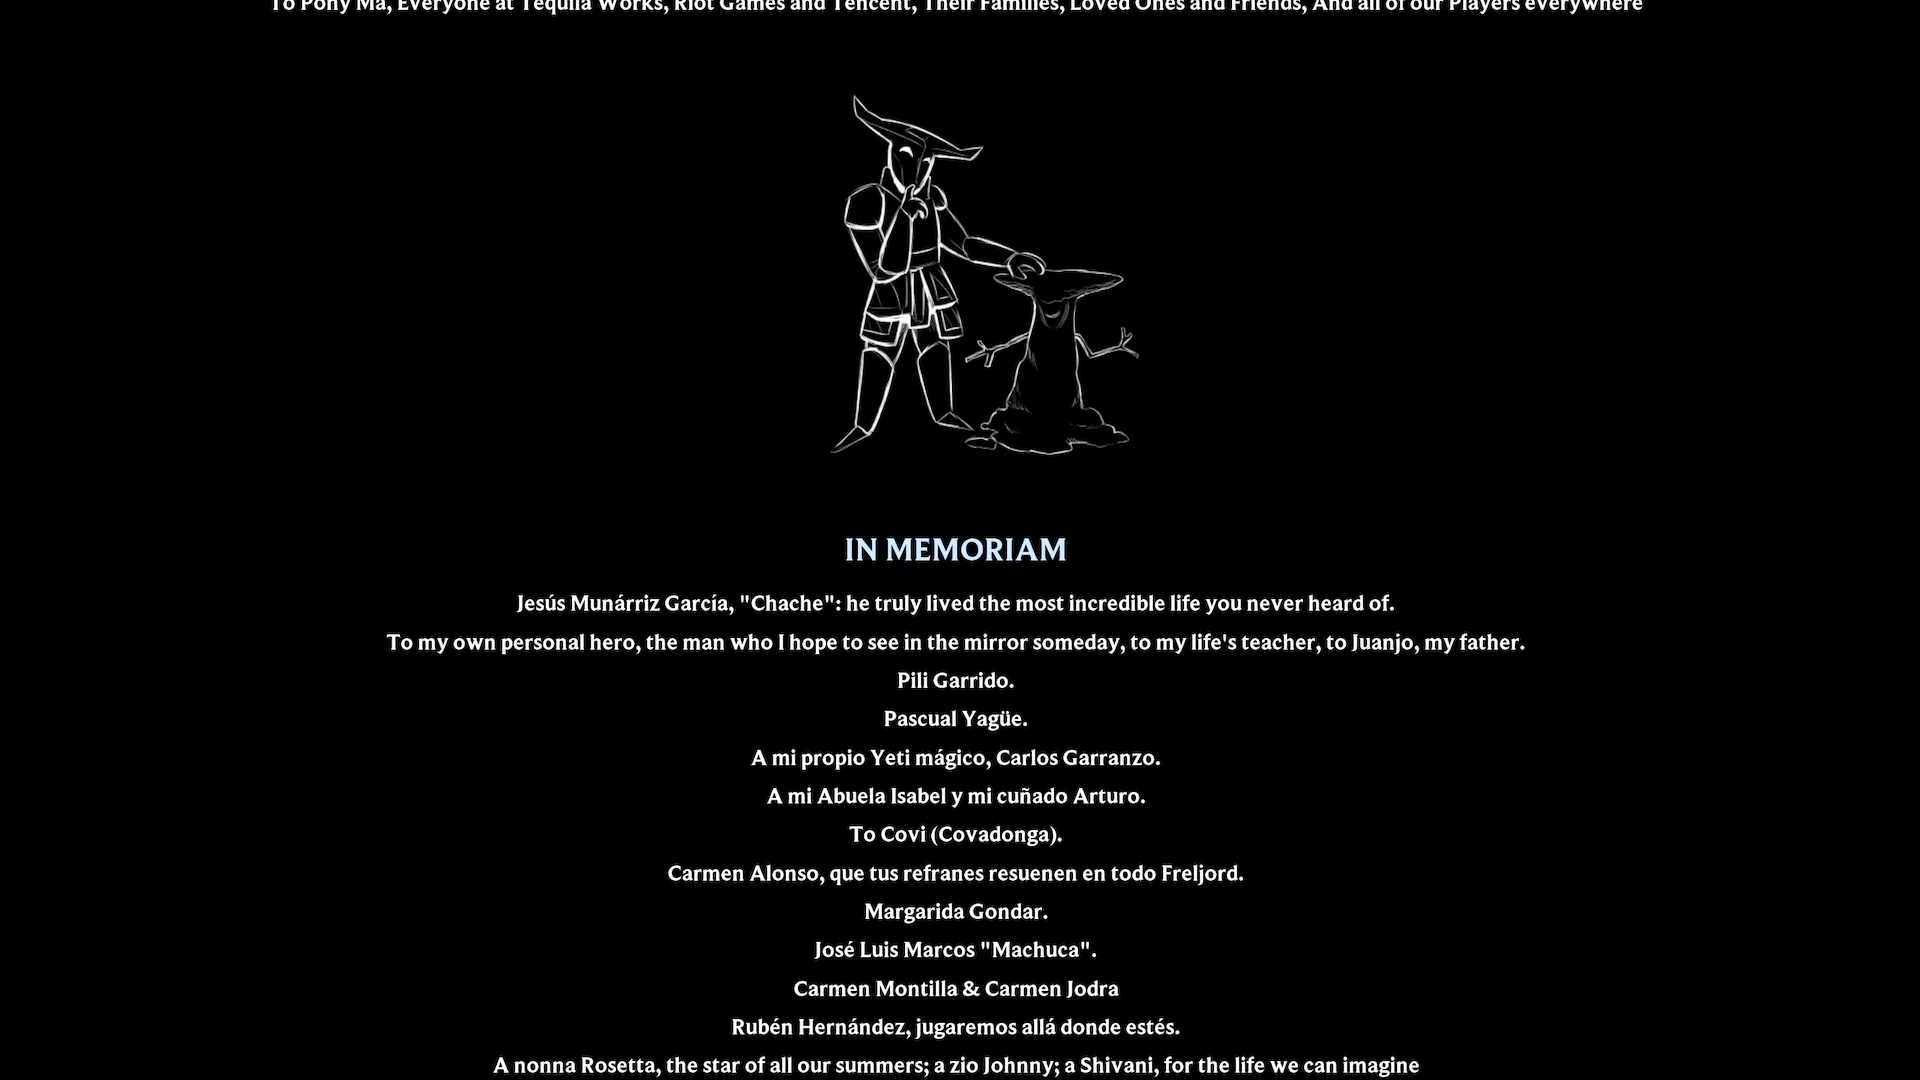 To Pony Ma, Everyone at Tequila Works, Riot Games and Tencent, Their Families, Loved Ones and Friends, And all of our Players everywhere
IN MEMORIAM
Jesús Munárriz García, "Chache": he truly lived the most incredible life you never heard of.
To my own personal hero, the man who I hope to see in the mirror someday, to my life's teacher, to Juanjo, my father.
Pili Garrido.
Pascual Yagüe.
A mi propio Yeti mágico, Carlos Garranzo.
A mi Abuela Isabel y mi cuñado Arturo.
To Covi (Covadonga).
Carmen Alonso, que tus refranes resuenen en todo Freljord.
Margarida Gondar.
José Luis Marcos "Machuca".
Carmen Montilla & Carmen Jodra
Rubén Hernández, jugaremos allá donde estés.
A nonna Rosetta, the star of all our summers; a zio Johnny; a Shivani, for the life we can imagine